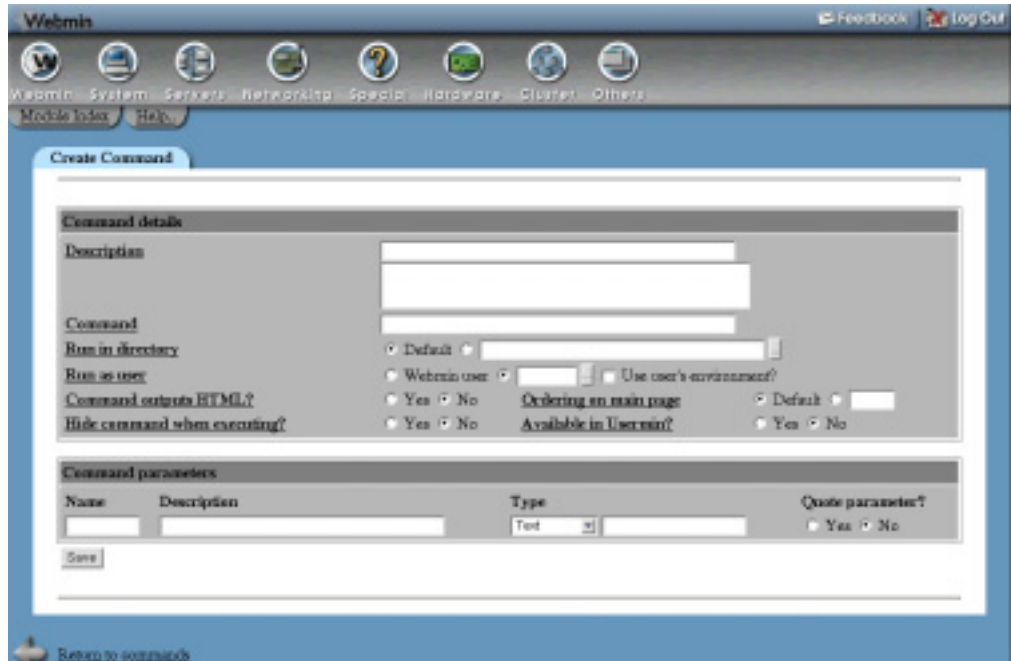 Webmin
Feedback Log Out
Webmin System Servers Networking Special Hardware Cluster Others
Module Index Help..
Create Command
Command details
Description
Command
Run in directory Default
Run as user Webmin user Use user's environment?
Command outputs HTML? Yes No Ordering on main page Default
Hide command when executing? Yes No Available in Usermin? Yes No
Command parameters
Name Description Type Quote parameter?
Text Yes No
Save
Return to commands